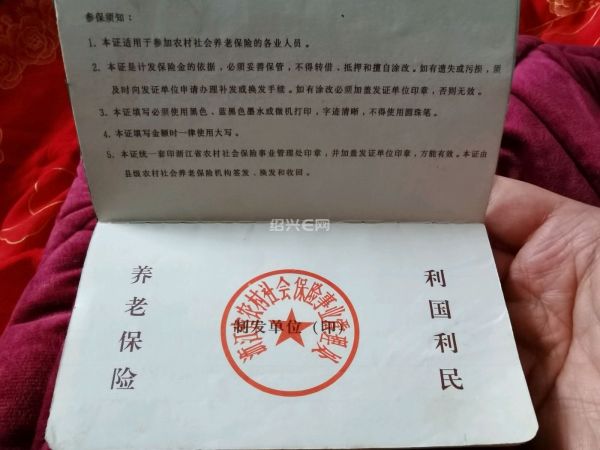 参保须知：
1. 本证适用于参加农村社会养老保险的各业人员。
2. 本证是计发保险金的依据，必须妥善保管，不得转借，抵押和擅自涂改。如有遗失或污损，须
及时向发证单位申请办理补发或换发手续。如有涂改必须加盖发证单位印章，否则无效。
3. 本证填写必须使用黑色、蓝黑色墨水或微机打印，字迹清晰，不得使用圆珠笔。
4. 本证填写金额时一律使用大写。
5. 本证统一套印浙江省农村社会保险事业管理处印章，并加盖发证单位印章，方能有效。本证由
县级农村社会养老保险机构签发、换发和收回。
绍兴E网
养老保险
浙江省农村社会保险事业管理处
制发单位（印）
利国利民